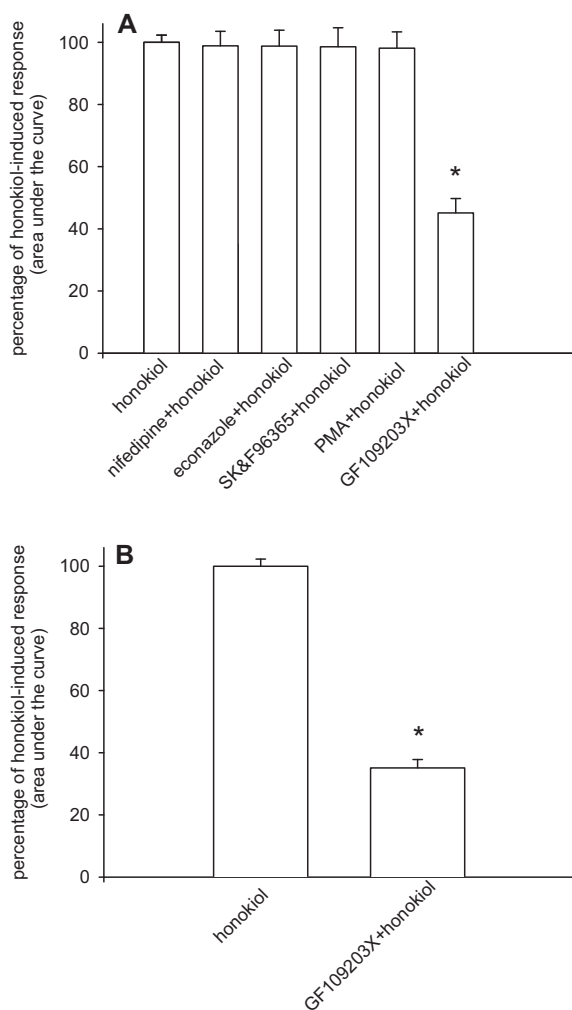 A
percentage of honokiol-induced response
(area under the curve)
100
80
60
40
20
0
*
honokiol
nifedipine+honokiol
econazole+honokiol
SK&F96365+honokiol
PMA+honokiol
GF109203X+honokiol
B
percentage of honokiol-induced response
(area under the curve)
100
80
60
40
20
0
*
honokiol
GF109203X+honokiol